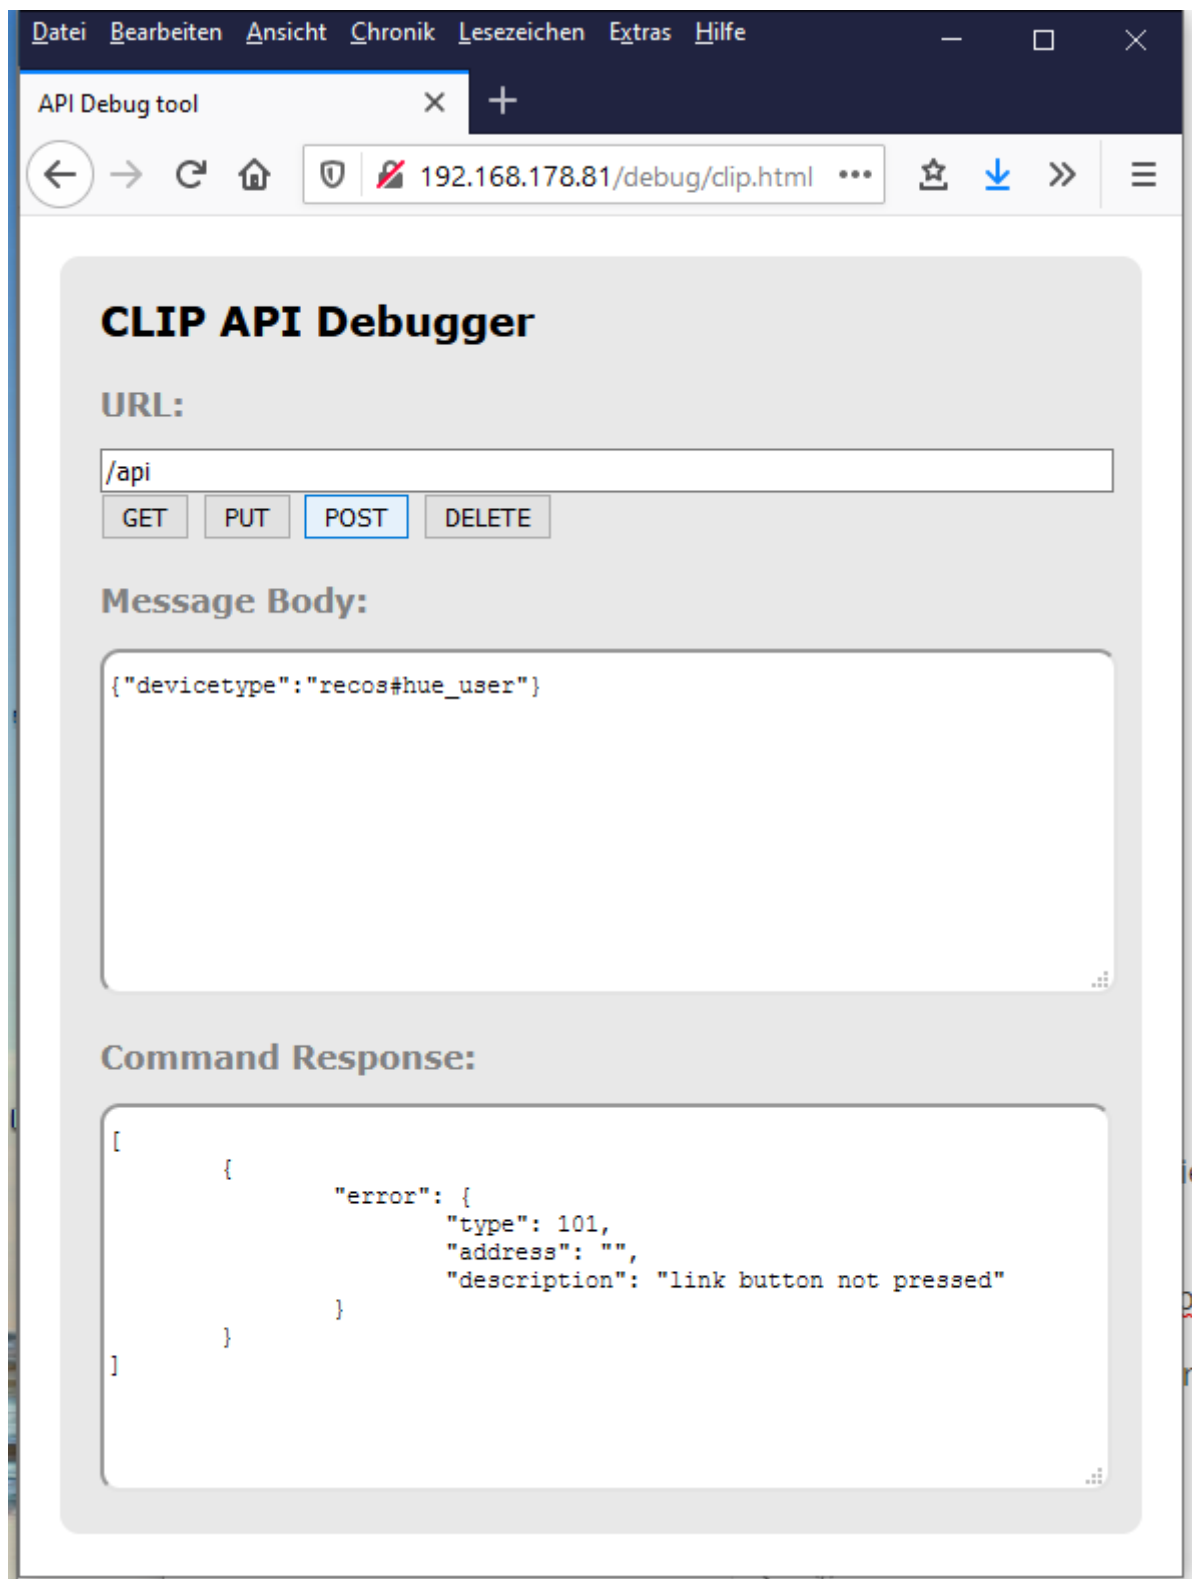 Datei Bearbeiten Ansicht Chronik Lesezeichen Extras Hilfe
API Debug tool
192.168.178.81/debug/clip.html
CLIP API Debugger
URL:
/api
GET PUT POST DELETE
Message Body:
{"devicetype":"recos#hue_user"}
Command Response:
[
{
"error": {
"type": 101,
"address": "",
"description": "link button not pressed"
}
}
]